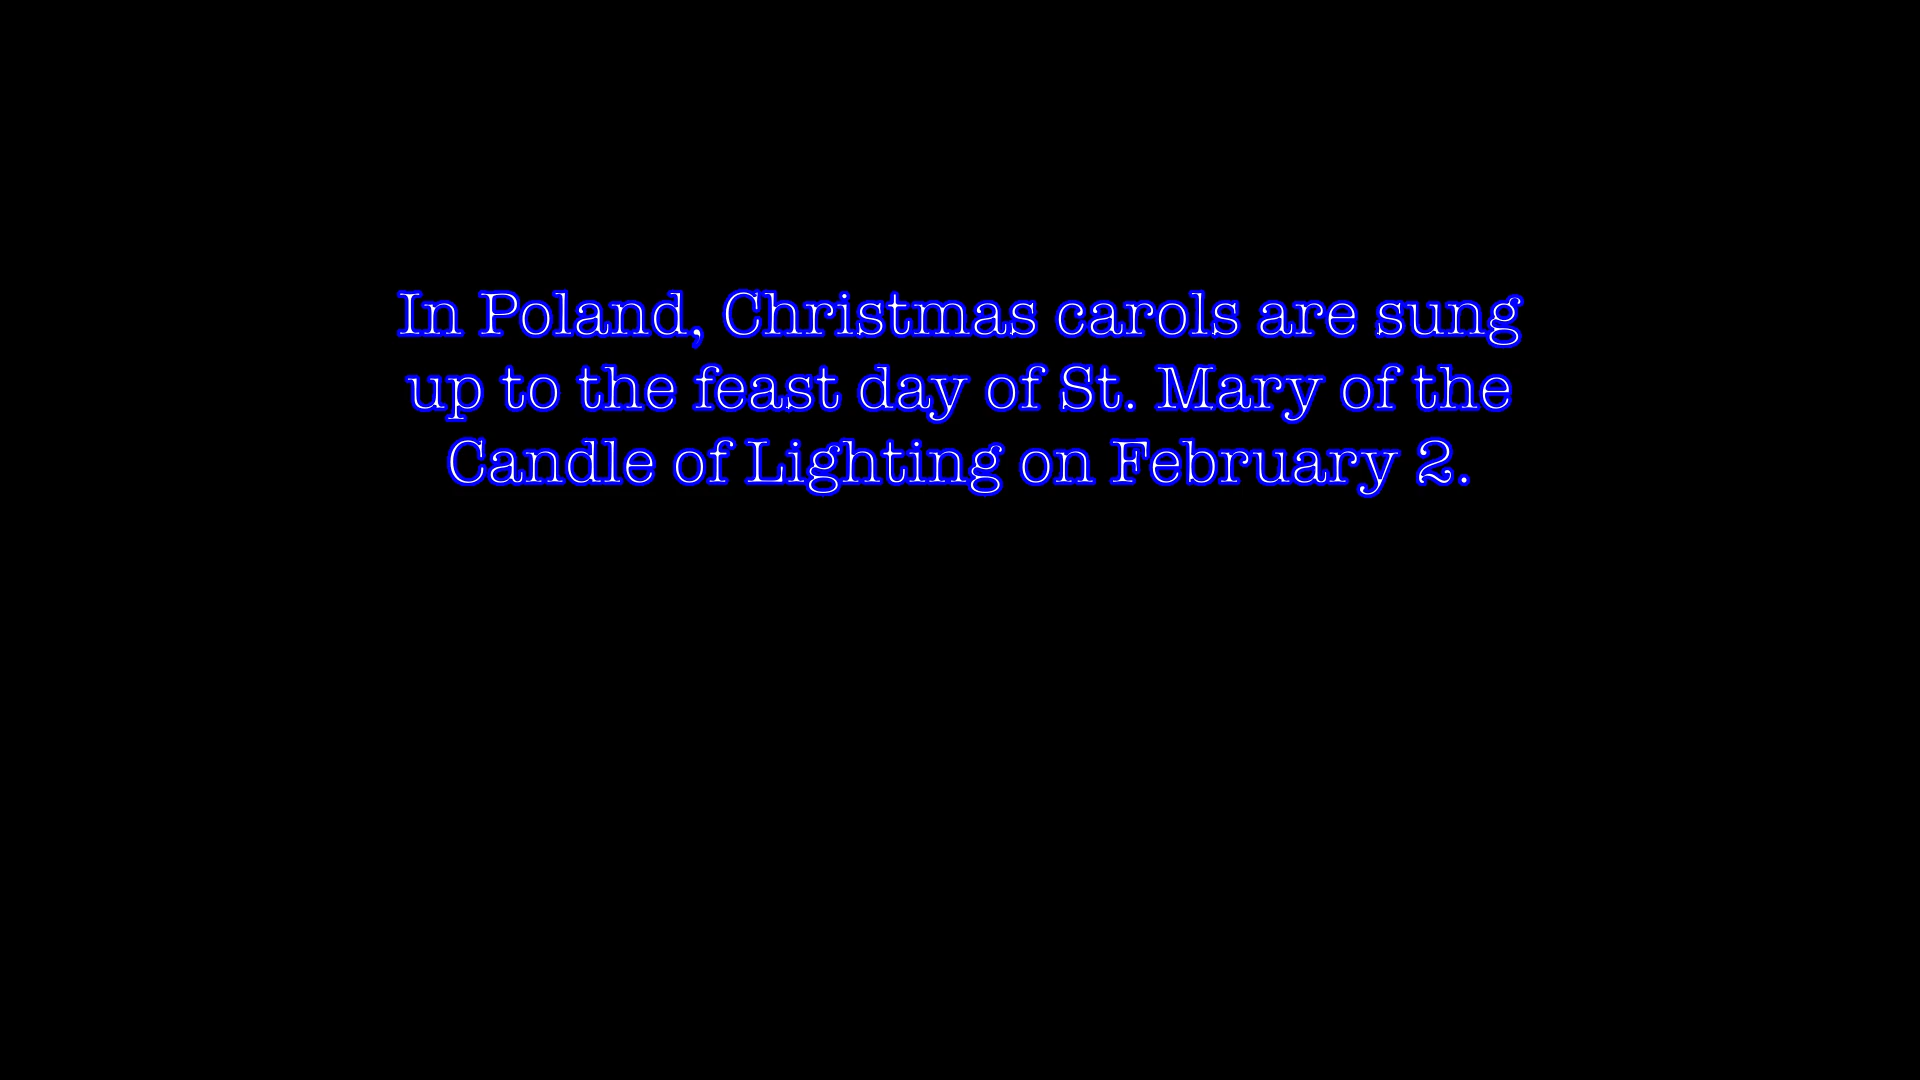 In Poland, Christmas carols are sung
up to the feast day of St. Mary of the
Candle of Lighting on February 2.